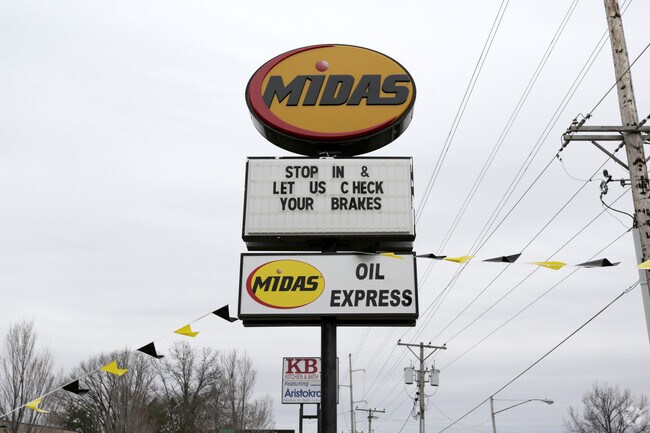 MIDAS
STOP IN &
LET US CHECK
YOUR BRAKES
MIDAS
OIL
EXPRESS
KB
KITCHEN & BATH
Featuring
Aristokraft